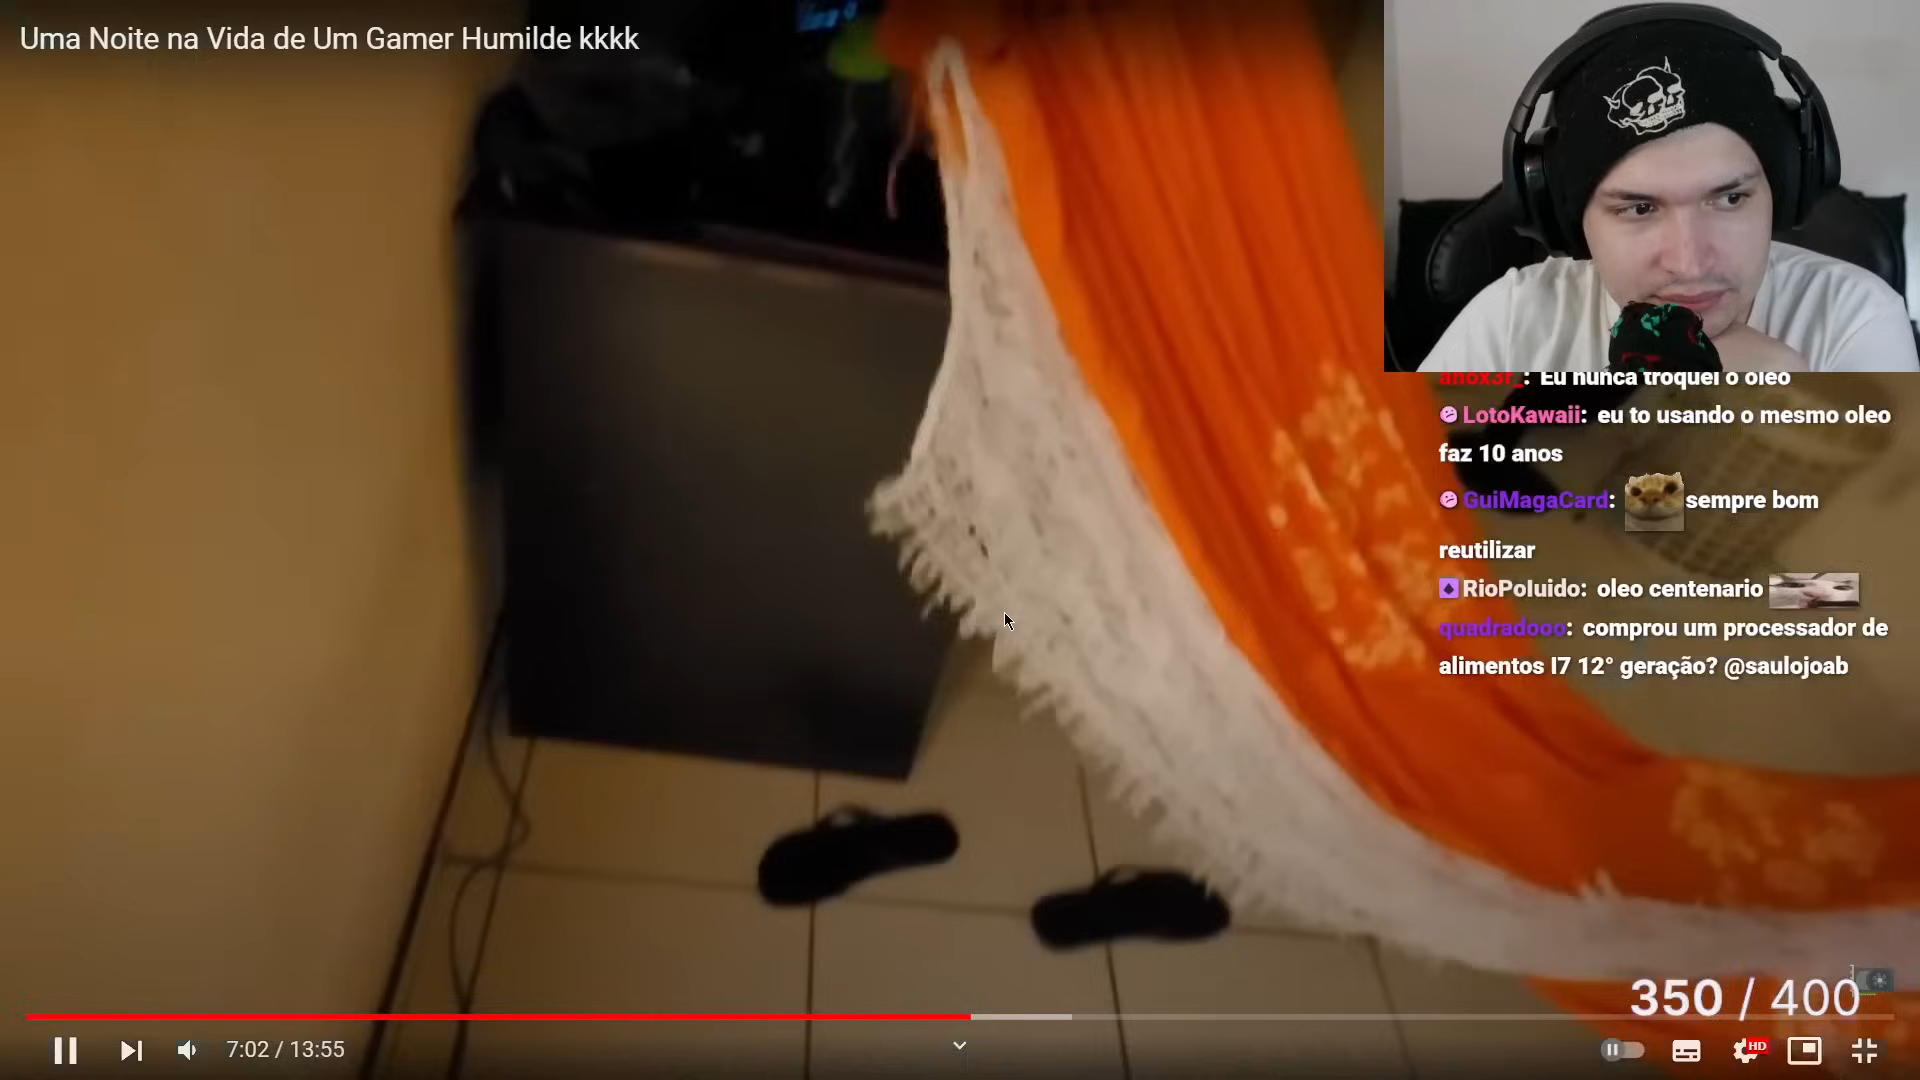 Uma Noite na Vida de Um Gamer Humilde kkkk
anox3r_: Eu nunca troquei o oleo
LotoKawaii: eu to usando o mesmo oleo
faz 10 anos
GuiMagaCard: sempre bom
reutilizar
RioPoluido: oleo centenario
quadradooo: comprou um processador de
alimentos I7 12° geração? @saulojoab
350 / 400
7:02 / 13:55
HD